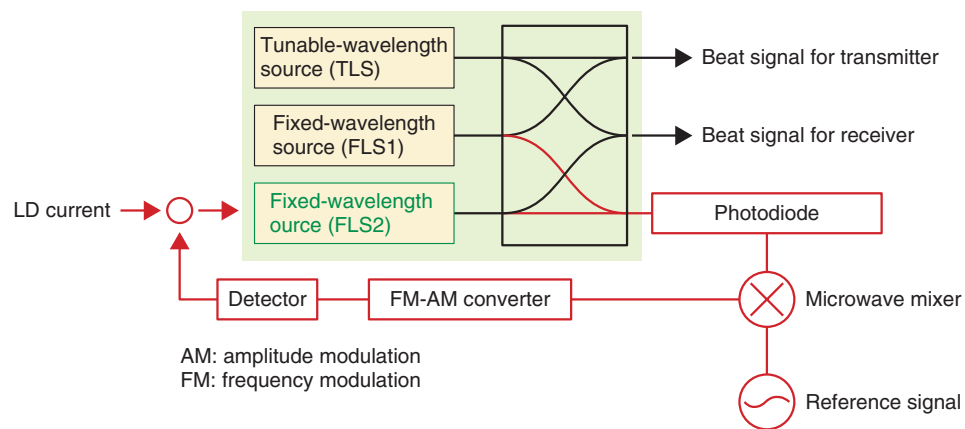 Tunable-wavelength
source (TLS)
Fixed-wavelength
source (FLS1)
Fixed-wavelength
ource (FLS2)
Beat signal for transmitter
Beat signal for receiver
LD current
Photodiode
Detector
FM-AM converter
Microwave mixer
AM: amplitude modulation
FM: frequency modulation
Reference signal